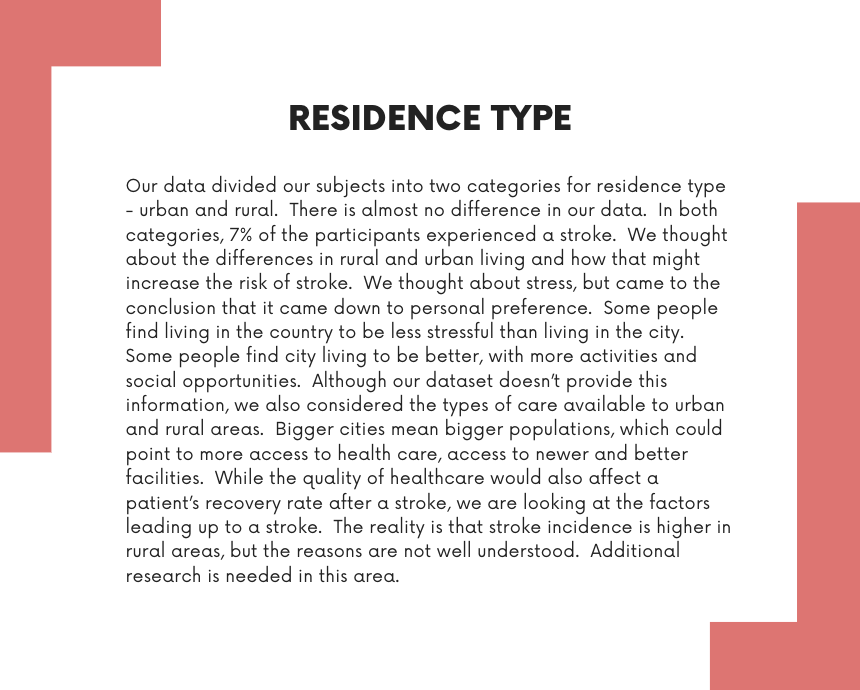 RESIDENCE TYPE
Our data divided our subjects into two categories for residence type
- urban and rural.  There is almost no difference in our data.  In both
categories, 7% of the participants experienced a stroke.  We thought
about the differences in rural and urban living and how that might
increase the risk of stroke.  We thought about stress, but came to the
conclusion that it came down to personal preference.  Some people
find living in the country to be less stressful than living in the city.
Some people find city living to be better, with more activities and
social opportunities.  Although our dataset doesn’t provide this
information, we also considered the types of care available to urban
and rural areas.  Bigger cities mean bigger populations, which could
point to more access to health care, access to newer and better
facilities.  While the quality of healthcare would also affect a
patient’s recovery rate after a stroke, we are looking at the factors
leading up to a stroke.  The reality is that stroke incidence is higher in
rural areas, but the reasons are not well understood.  Additional
research is needed in this area.